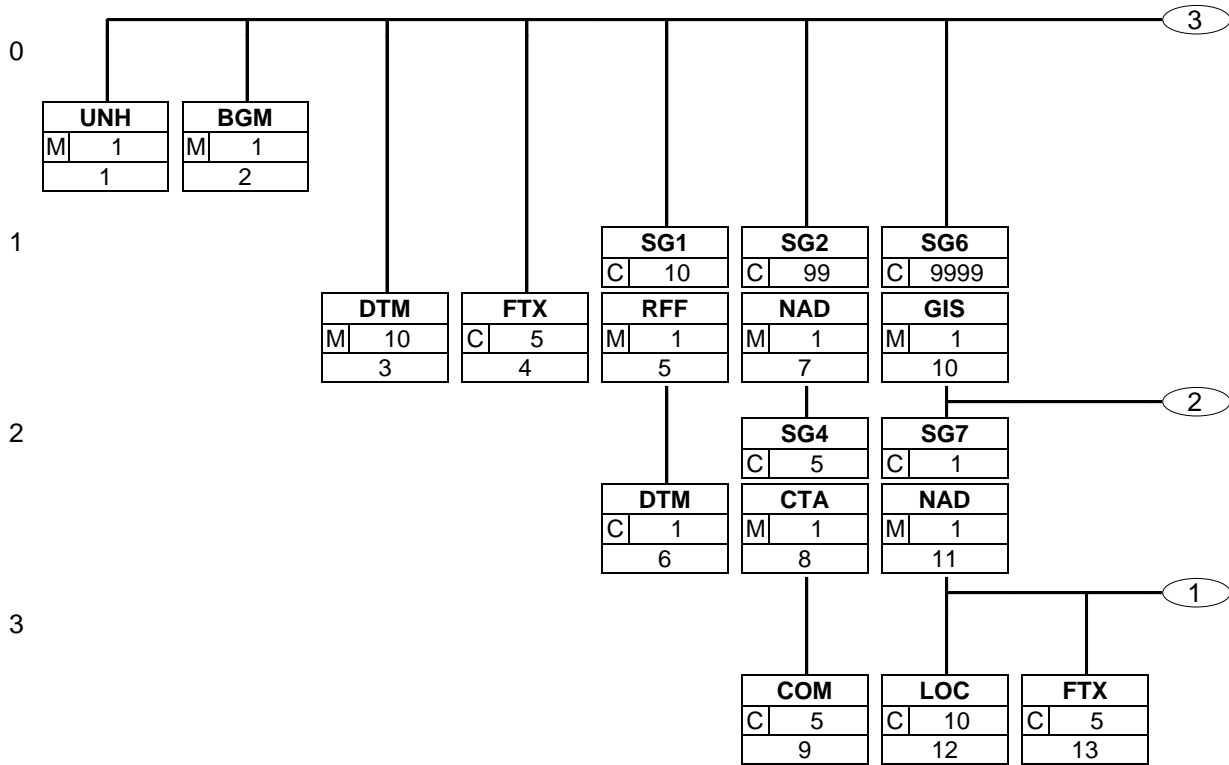 3
0
UNH BGM
M 1 M 1
1 2
1
SG1 SG2 SG6
C 10 C 99 C 9999
DTM FTX RFF NAD GIS
M 10 C 5 M 1 M 1 M 1
3 4 5 7 10
2
2
SG4 SG7
C 5 C 1
DTM CTA NAD
C 1 M 1 M 1
6 8 11
1
3
COM LOC FTX
C 5 C 10 C 5
9 12 13